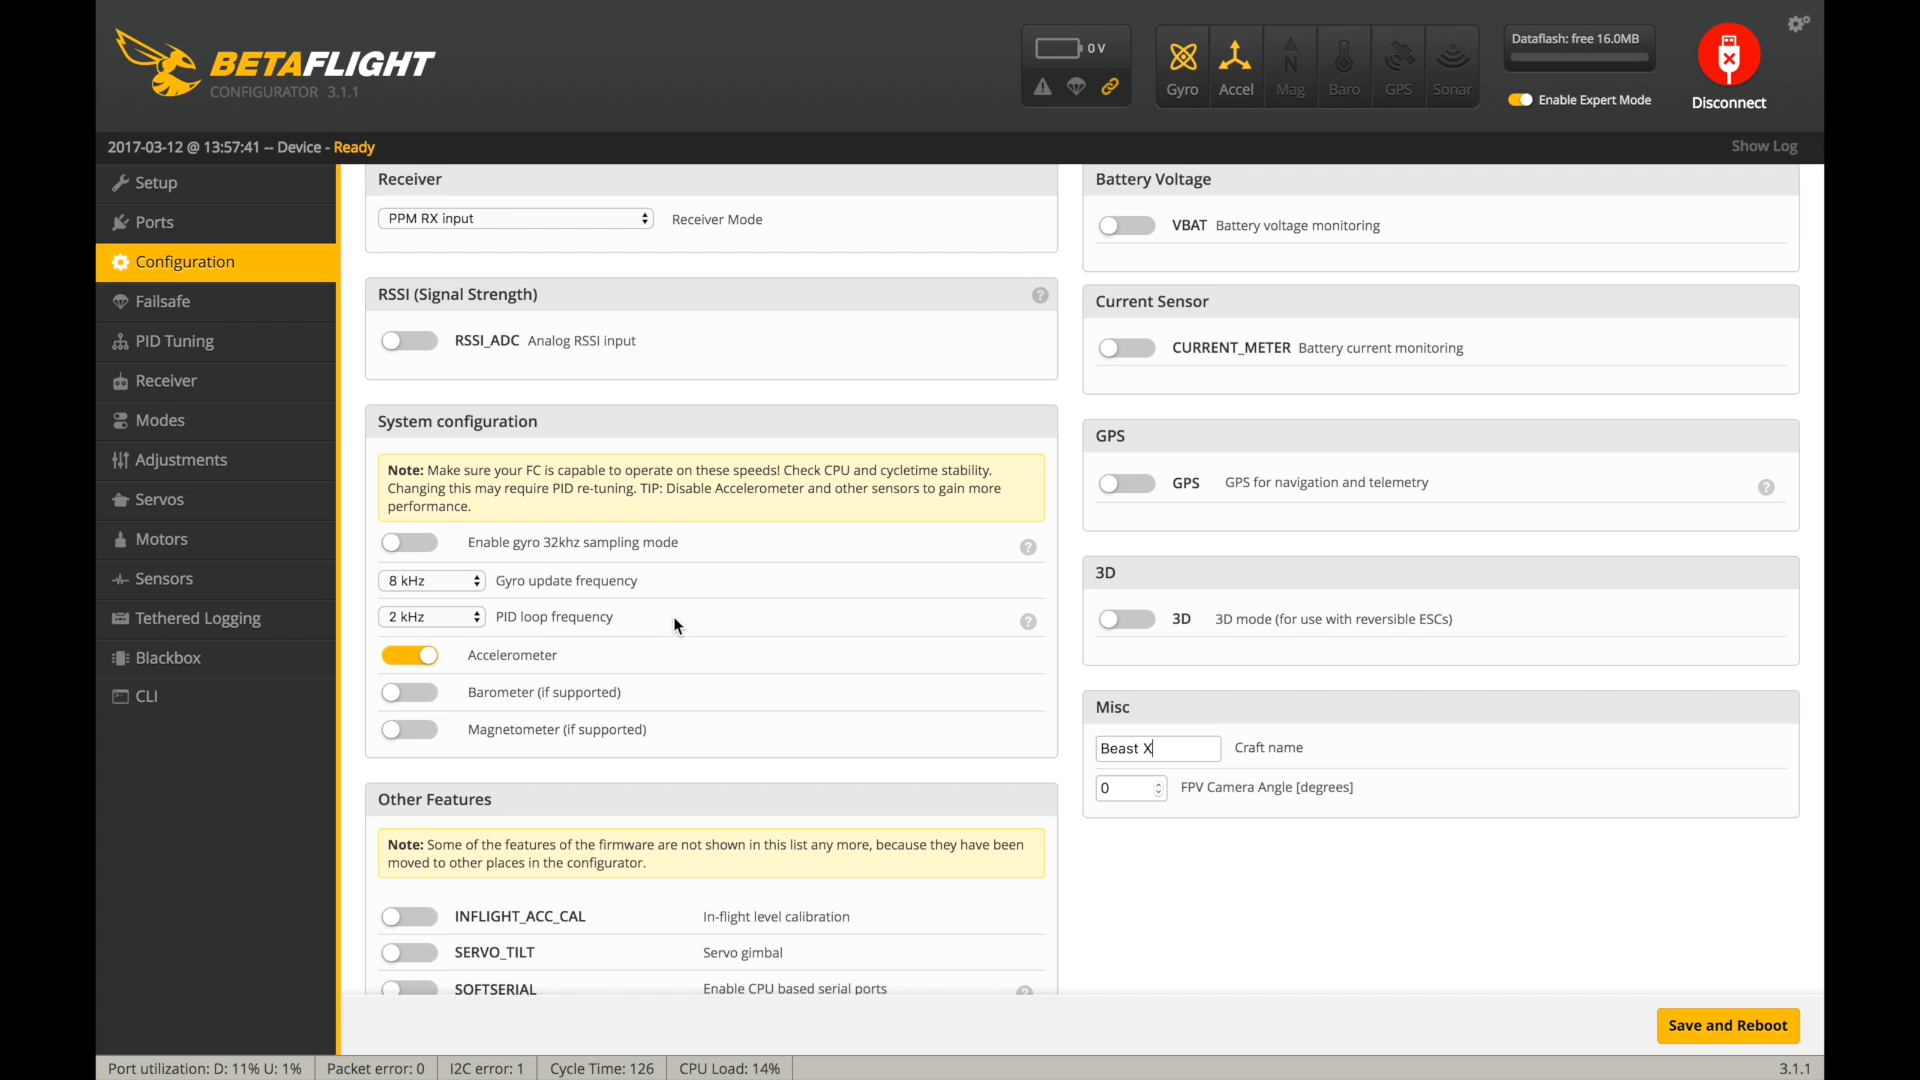 BETAFLIGHT
CONFIGURATOR 3.1.1
0 V
Gyro
Accel
Mag
Baro
GPS
Sonar
Dataflash: free 16.0MB
Enable Expert Mode
Disconnect
2017-03-12 @ 13:57:41 -- Device - Ready
Show Log
Setup
Ports
Configuration
Failsafe
PID Tuning
Receiver
Modes
Adjustments
Servos
Motors
Sensors
Tethered Logging
Blackbox
CLI
Receiver
PPM RX input Receiver Mode
RSSI (Signal Strength) ?
RSSI_ADC Analog RSSI input
System configuration
Note: Make sure your FC is capable to operate on these speeds! Check CPU and cycletime stability.
Changing this may require PID re-tuning. TIP: Disable Accelerometer and other sensors to gain more
performance.
Enable gyro 32khz sampling mode ?
8 kHz Gyro update frequency
2 kHz PID loop frequency ?
Accelerometer
Barometer (if supported)
Magnetometer (if supported)
Other Features
Note: Some of the features of the firmware are not shown in this list any more, because they have been
moved to other places in the configurator.
INFLIGHT_ACC_CAL In-flight level calibration
SERVO_TILT Servo gimbal
SOFTSERIAL Enable CPU based serial ports ?
Battery Voltage
VBAT Battery voltage monitoring
Current Sensor
CURRENT_METER Battery current monitoring
GPS
GPS GPS for navigation and telemetry ?
3D
3D 3D mode (for use with reversible ESCs)
Misc
Beast X Craft name
0 FPV Camera Angle [degrees]
Save and Reboot
Port utilization: D: 11% U: 1% Packet error: 0 I2C error: 1 Cycle Time: 126 CPU Load: 14% 3.1.1